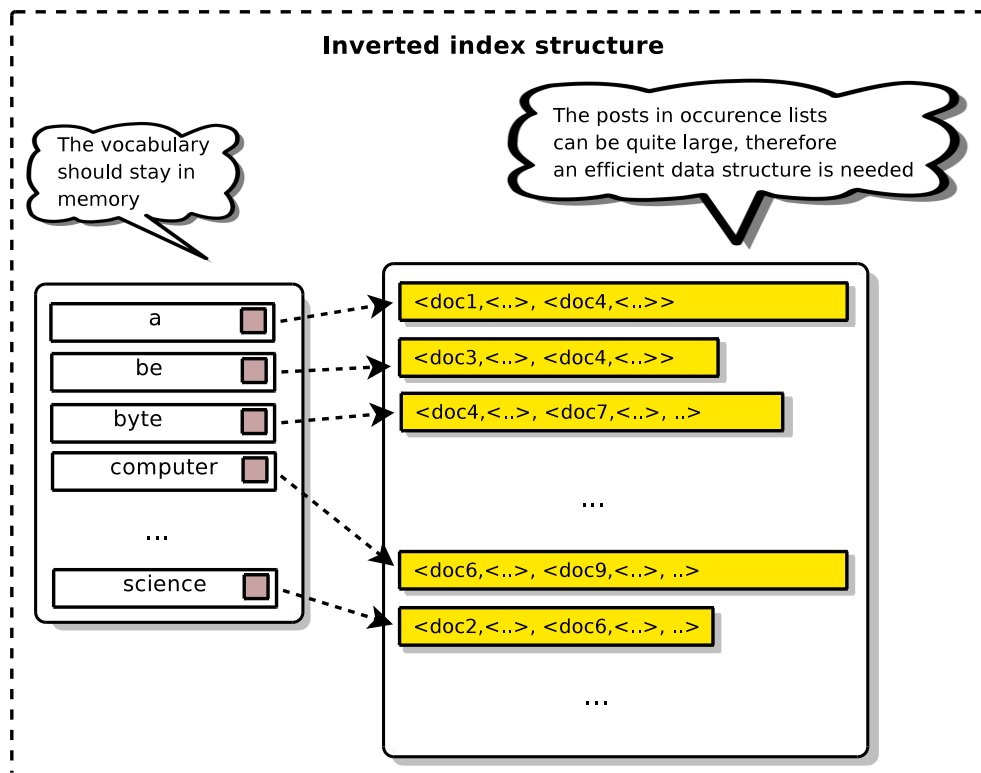 Inverted index structure
The vocabulary
should stay in
memory
The posts in occurence lists
can be quite large, therefore
an efficient data structure is needed
a
be
byte
computer
...
science
<doc1,<..>, <doc4,<..>>
<doc3,<..>, <doc4,<..>>
<doc4,<..>, <doc7,<..>, ..>
...
<doc6,<..>, <doc9,<..>, ..>
<doc2,<..>, <doc6,<..>, ..>
...